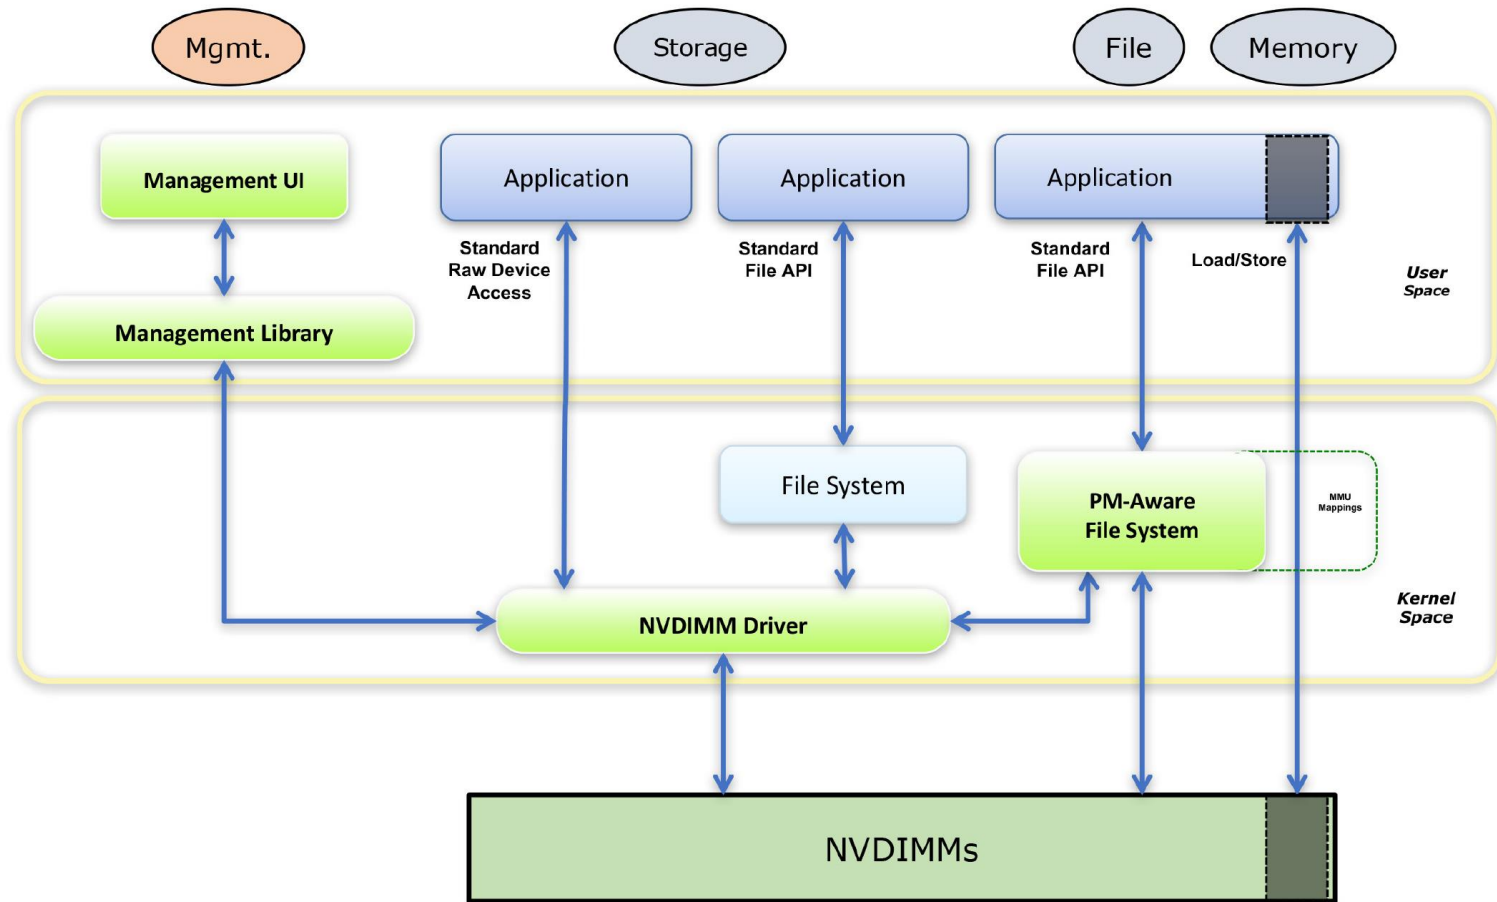 Mgmt.
Storage
File
Memory
Management UI
Application
Application
Application
Standard
Raw Device
Access
Standard
File API
Standard
File API
Load/Store
User
Space
Management Library
File System
PM-Aware
File System
MMU
Mappings
Kernel
Space
NVDIMM Driver
NVDIMMs